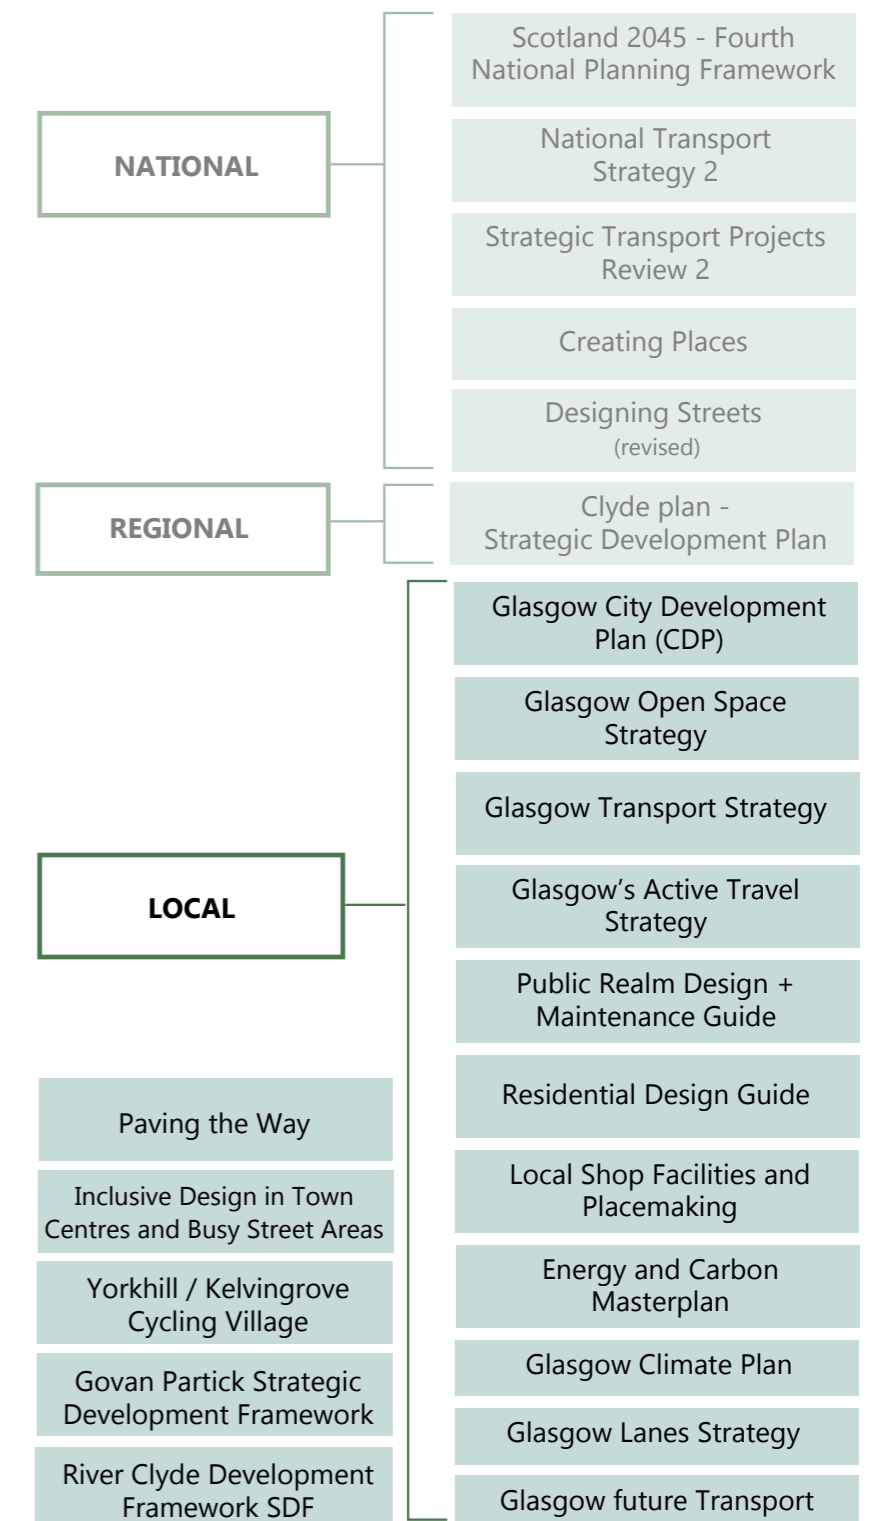 NATIONAL
Scotland 2045 - Fourth
National Planning Framework
National Transport
Strategy 2
Strategic Transport Projects
Review 2
Creating Places
Designing Streets
(revised)
REGIONAL
Clyde plan -
Strategic Development Plan
LOCAL
Glasgow City Development
Plan (CDP)
Glasgow Open Space
Strategy
Glasgow Transport Strategy
Glasgow’s Active Travel
Strategy
Public Realm Design +
Maintenance Guide
Residential Design Guide
Local Shop Facilities and
Placemaking
Energy and Carbon
Masterplan
Glasgow Climate Plan
Glasgow Lanes Strategy
Glasgow future Transport
Paving the Way
Inclusive Design in Town
Centres and Busy Street Areas
Yorkhill / Kelvingrove
Cycling Village
Govan Partick Strategic
Development Framework
River Clyde Development
Framework SDF